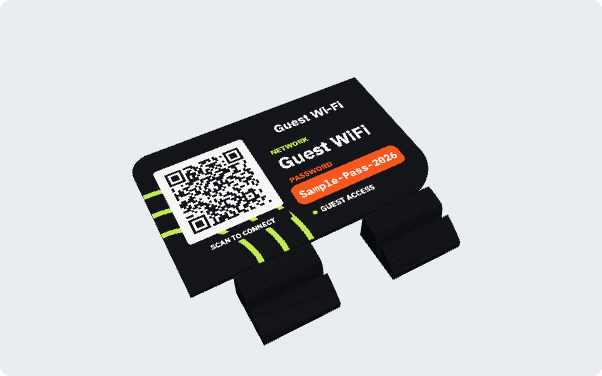 Guest Wi-Fi
NETWORK
Guest WiFi
PASSWORD
Sample-Pass-2026
GUEST ACCESS
SCAN TO CONNECT